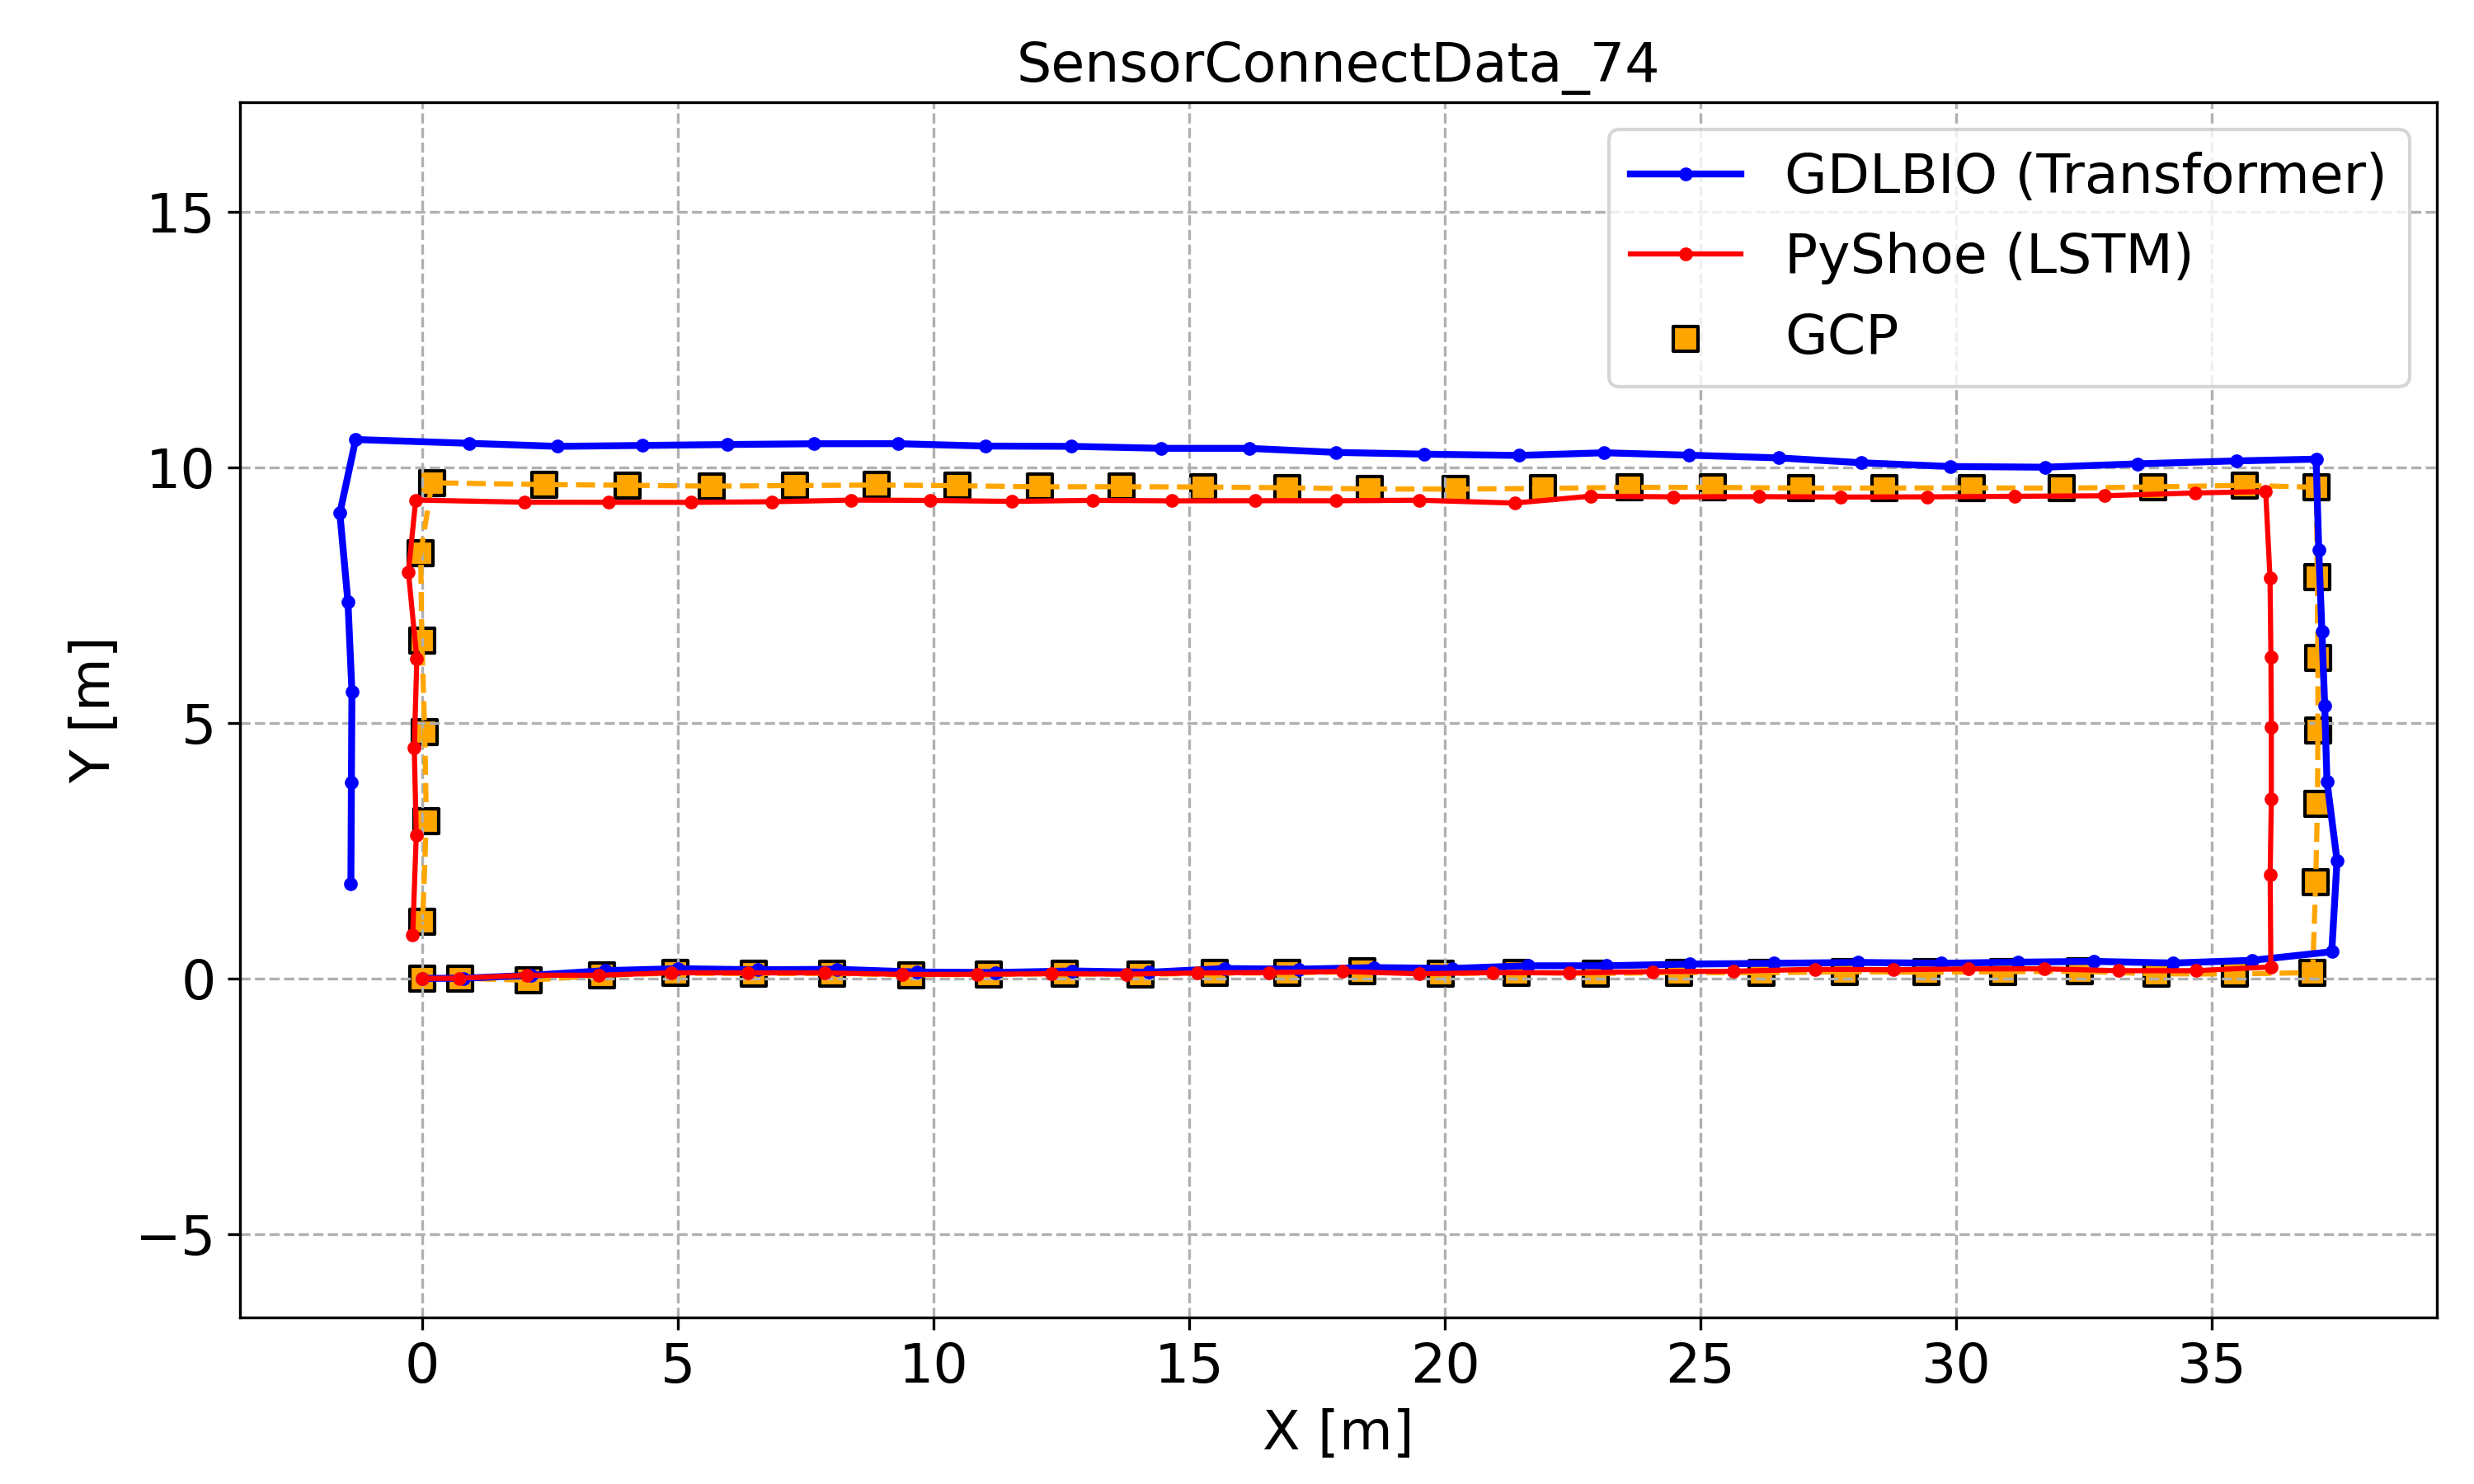 SensorConnectData_74
GDLBIO (Transformer)
PyShoe (LSTM)
GCP
15
10
5
0
−5
Y [m]
0 5 10 15 20 25 30 35
X [m]